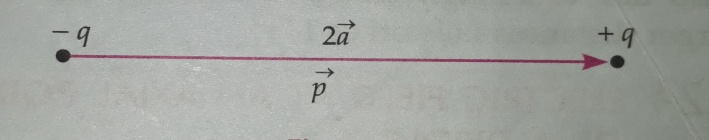 − q 2a⃗ + q
p⃗